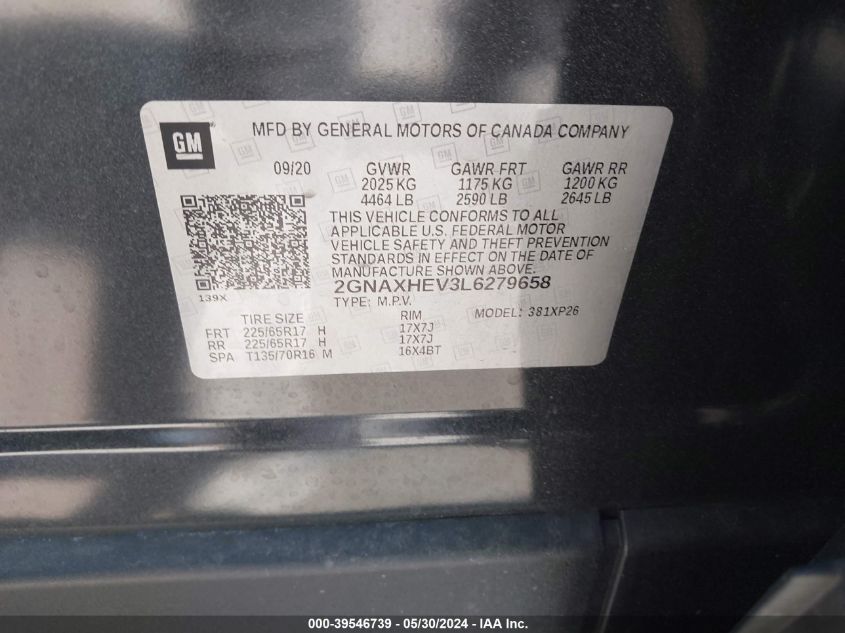 GM
MFD BY GENERAL MOTORS OF CANADA COMPANY
09/20 GVWR GAWR FRT GAWR RR
2025 KG 1175 KG 1200 KG
4464 LB 2590 LB 2645 LB
THIS VEHICLE CONFORMS TO ALL
APPLICABLE U.S. FEDERAL MOTOR
VEHICLE SAFETY AND THEFT PREVENTION
STANDARDS IN EFFECT ON THE DATE OF
MANUFACTURE SHOWN ABOVE.
139X 2GNAXHEV3L6279658
TYPE: M.P.V.
TIRE SIZE RIM MODEL: 381XP26
FRT 225/65R17 H 17X7J
RR 225/65R17 H 17X7J
SPA T135/70R16 M 16X4BT
000-39546739 - 05/30/2024 - IAA Inc.